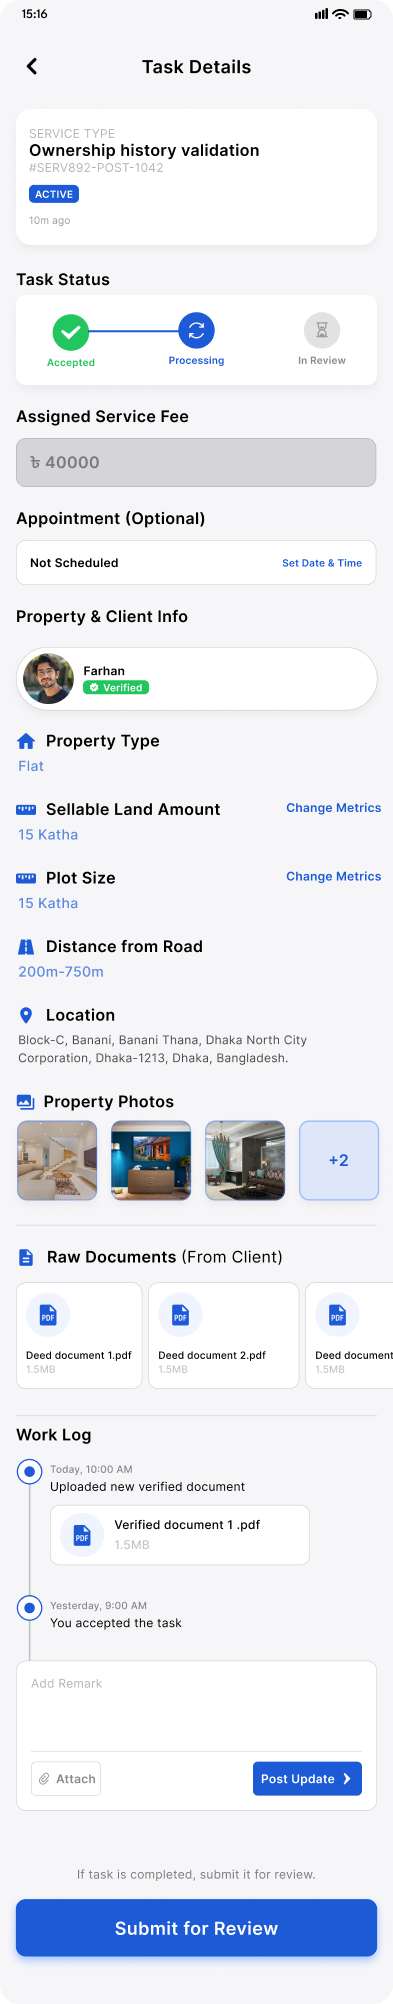 15:16
Task Details
SERVICE TYPE
Ownership history validation
#SERV892-POST-1042
ACTIVE
10m ago
Task Status
Accepted
Processing
In Review
Assigned Service Fee
৳ 40000
Appointment (Optional)
Not Scheduled
Set Date & Time
Property & Client Info
Farhan
Verified
Property Type
Flat
Sellable Land Amount
Change Metrics
15 Katha
Plot Size
Change Metrics
15 Katha
Distance from Road
200m-750m
Location
Block-C, Banani, Banani Thana, Dhaka North City
Corporation, Dhaka-1213, Dhaka, Bangladesh.
Property Photos
+2
Raw Documents (From Client)
PDF
PDF
PDF
Deed document 1.pdf
Deed document 2.pdf
Deed document
1.5MB
1.5MB
1.5MB
Work Log
Today, 10:00 AM
Uploaded new verified document
PDF
Verified document 1 .pdf
1.5MB
Yesterday, 9:00 AM
You accepted the task
Add Remark
Attach
Post Update
If task is completed, submit it for review.
Submit for Review